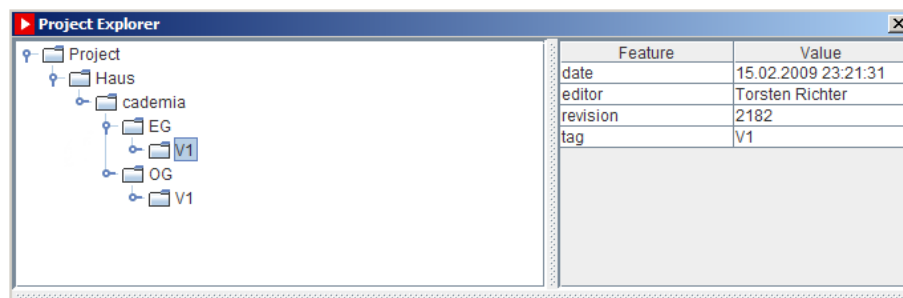 Project Explorer
Project
Haus
cademia
EG
V1
OG
V1
Feature Value
date 15.02.2009 23:21:31
editor Torsten Richter
revision 2182
tag V1